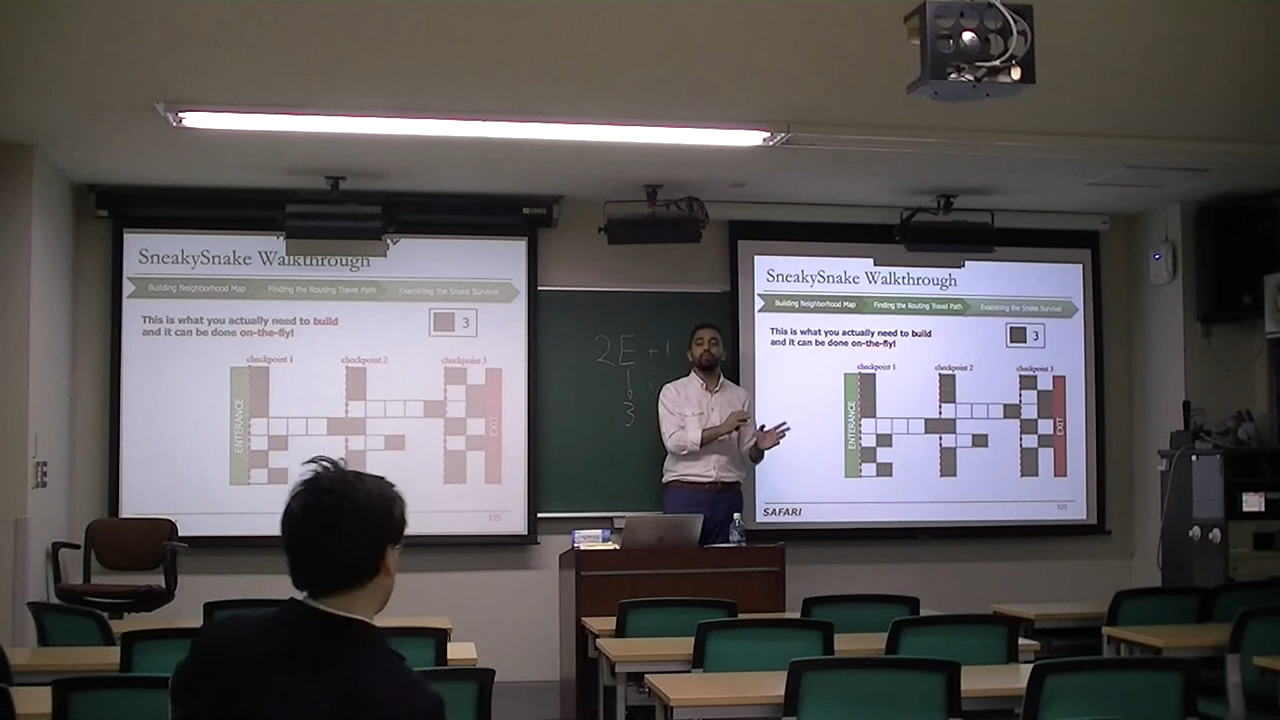 SneakySnake Walkthrough
Building Neighborhood Map Finding the Routing Travel Path Examining the Snake Survival
This is what you actually need to build
and it can be done on-the-fly!
3
checkpoint 1 checkpoint 2 checkpoint 3
ENTERANCE
EXIT
125
2E +1
3
SneakySnake Walkthrough
Building Neighborhood Map Finding the Routing Travel Path Examining the Snake Survival
This is what you actually need to build
and it can be done on-the-fly!
3
checkpoint 1 checkpoint 2 checkpoint 3
ENTERANCE
EXIT
SAFARI
125